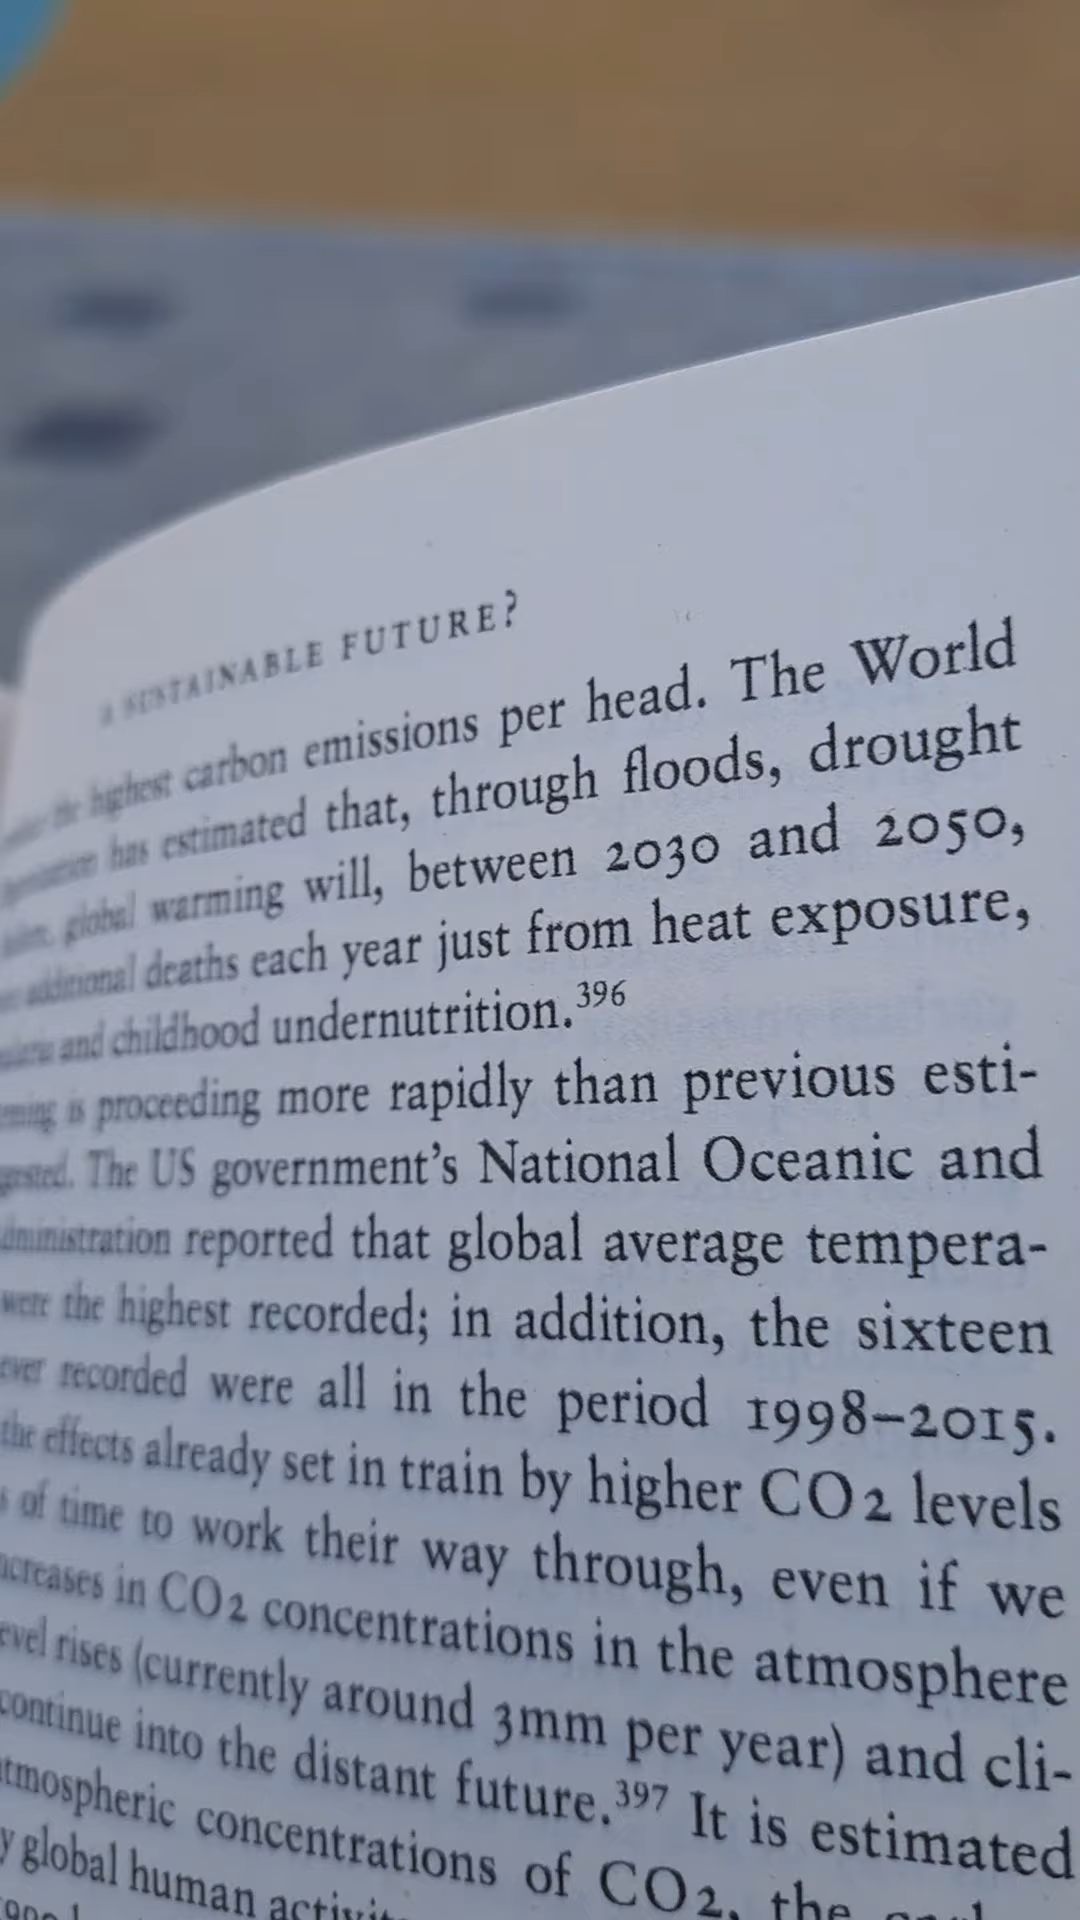 A SUSTAINABLE FUTURE?
the highest carbon emissions per head. The World
has estimated that, through floods, drought
global warming will, between 2030 and 2050,
additional deaths each year just from heat exposure,
and childhood undernutrition.396
is proceeding more rapidly than previous esti-
The US government's National Oceanic and
reported that global average tempera-
were the highest recorded; in addition, the sixteen
ever recorded were all in the period 1998–2015.
the effects already set in train by higher CO2 levels
of time to work their way through, even if we
in CO2 concentrations in the atmosphere
rises (currently around 3mm per year) and cli-
continue into the distant future.397 It is estimated
concentrations of CO2, the
global human